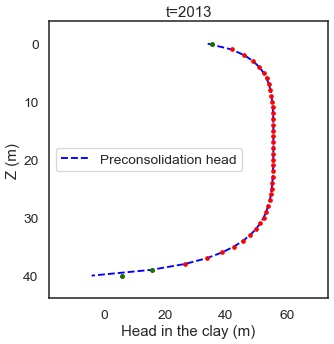 t=2013
0
10
20
30
40
Z (m)
Preconsolidation head
0 20 40 60
Head in the clay (m)